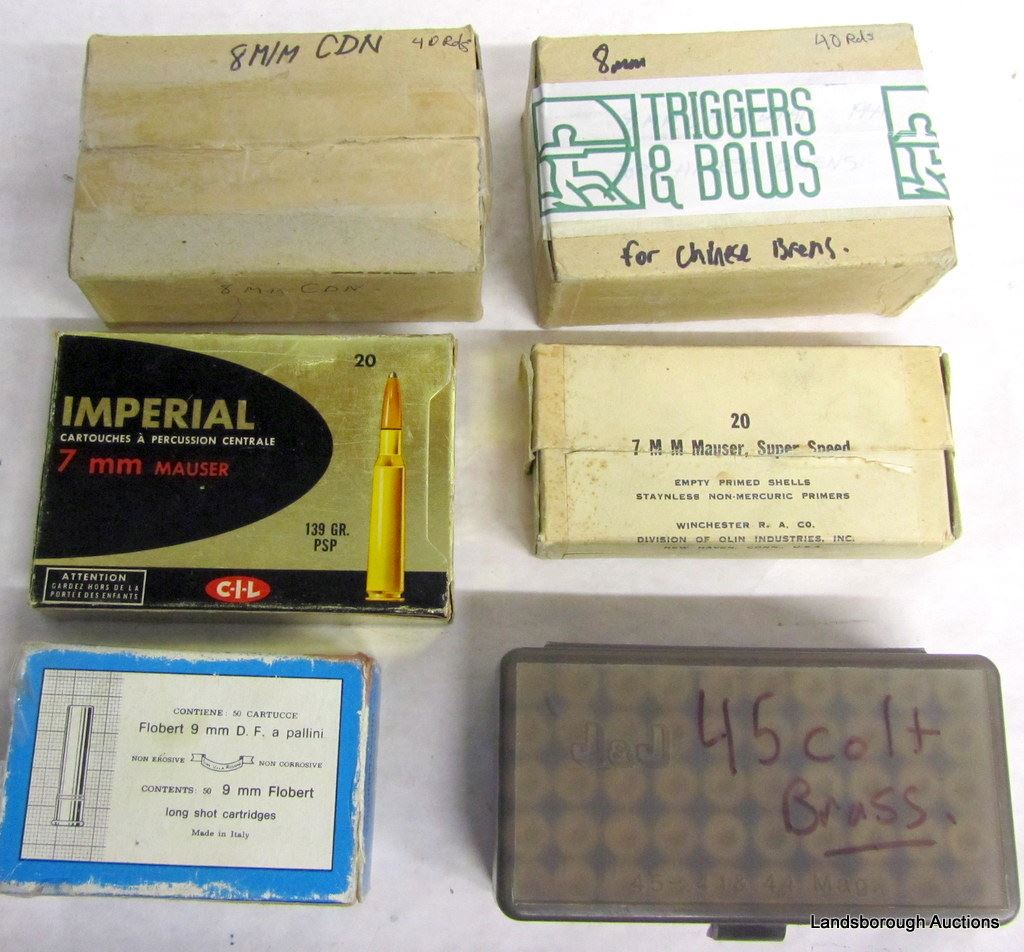 8M/M CDN 40 Rds
8 MM CDN.
8mm 40 Rds
TRIGGERS
& BOWS
for Chinese Brens.
20
IMPERIAL
CARTOUCHES À PERCUSSION CENTRALE
7 mm MAUSER
139 GR.
PSP
ATTENTION
GARDEZ HORS DE LA
PORTÉE DES ENFANTS
C-I-L
20
7 M M Mauser, Super Speed
EMPTY PRIMED SHELLS
STAYNLESS NON-MERCURIC PRIMERS
WINCHESTER R. A. CO.
DIVISION OF OLIN INDUSTRIES, INC.
NEW HAVEN, CONN., U.S.A.
CONTIENE: 50 CARTUCCE
Flobert 9 mm D. F. a pallini
NON EROSIVE NON CORROSIVE
CONTENTS: 50 9 mm Flobert
long shot cartridges
Made in Italy
J&J
45 Colt
Brass.
Landsborough Auctions